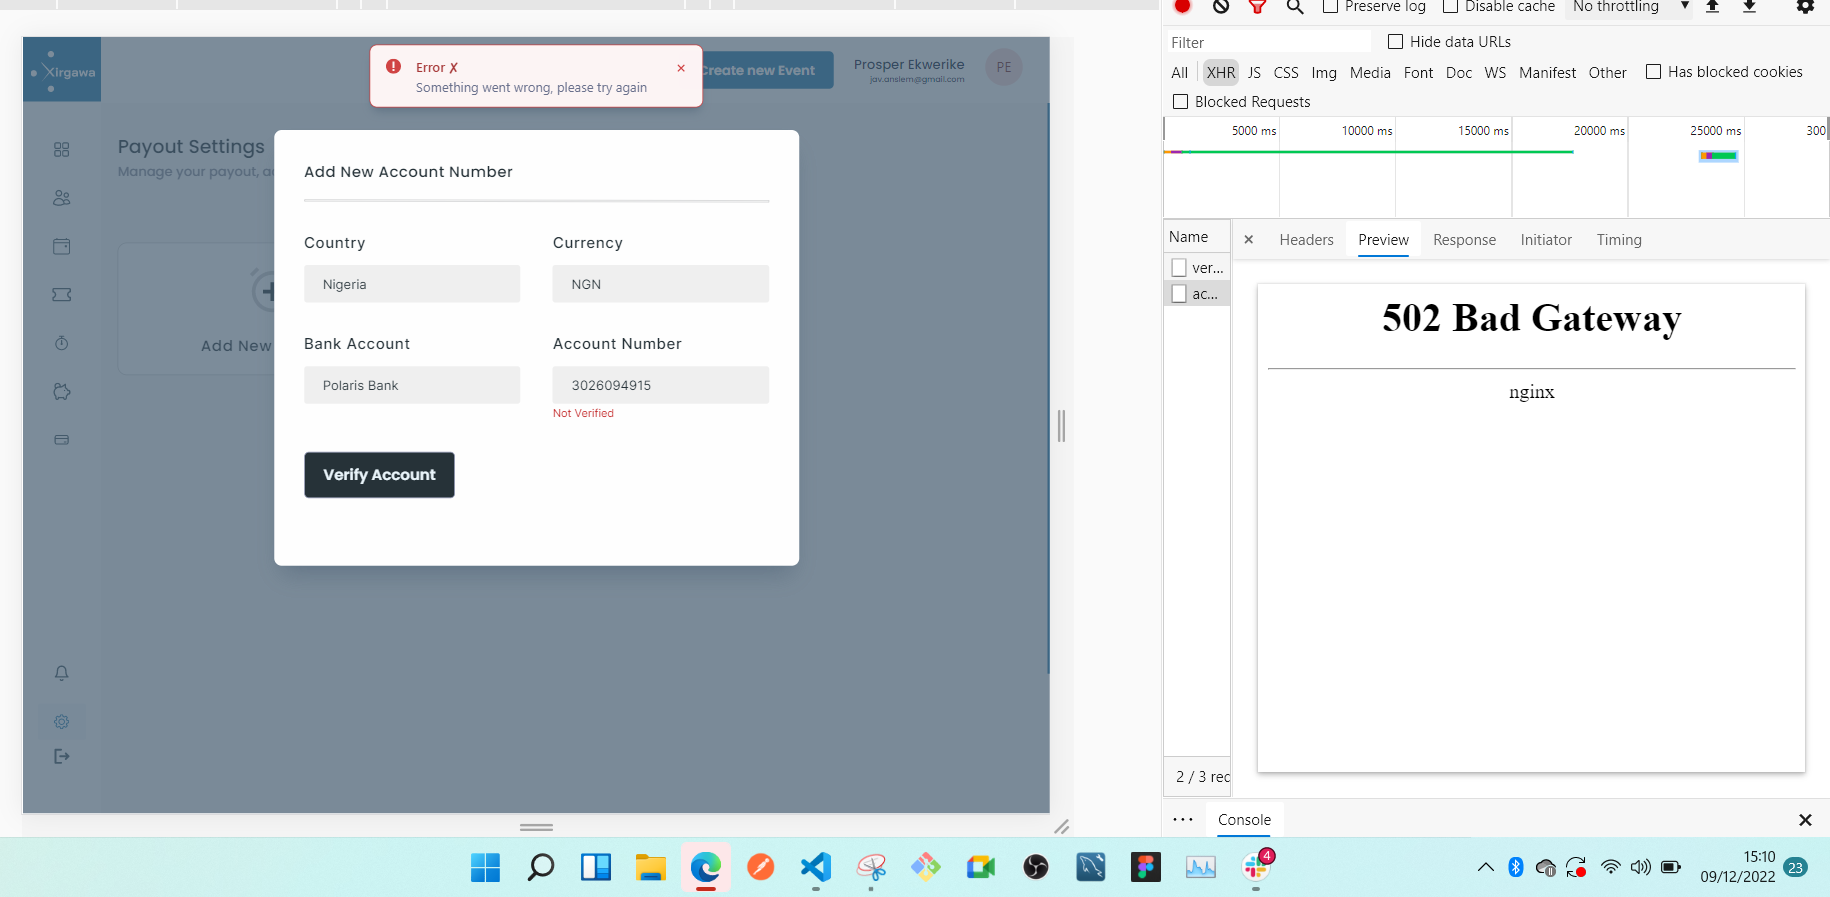 Xirgawa
Error ✗
Something went wrong, please try again
Create new Event
Prosper Ekwerike
jav.anslem@gmail.com
PE
Payout Settings
Manage your payout, ac
Add New
Add New Account Number
Country
Currency
Nigeria
NGN
Bank Account
Account Number
Polaris Bank
3026094915
Not Verified
Verify Account
Preserve log
Disable cache
No throttling
Filter
Hide data URLs
All
XHR
JS
CSS
Img
Media
Font
Doc
WS
Manifest
Other
Has blocked cookies
Blocked Requests
5000 ms
10000 ms
15000 ms
20000 ms
25000 ms
300
Name
Headers
Preview
Response
Initiator
Timing
ver...
ac...
502 Bad Gateway
nginx
2 / 3 rec
Console
4
15:10
09/12/2022
23